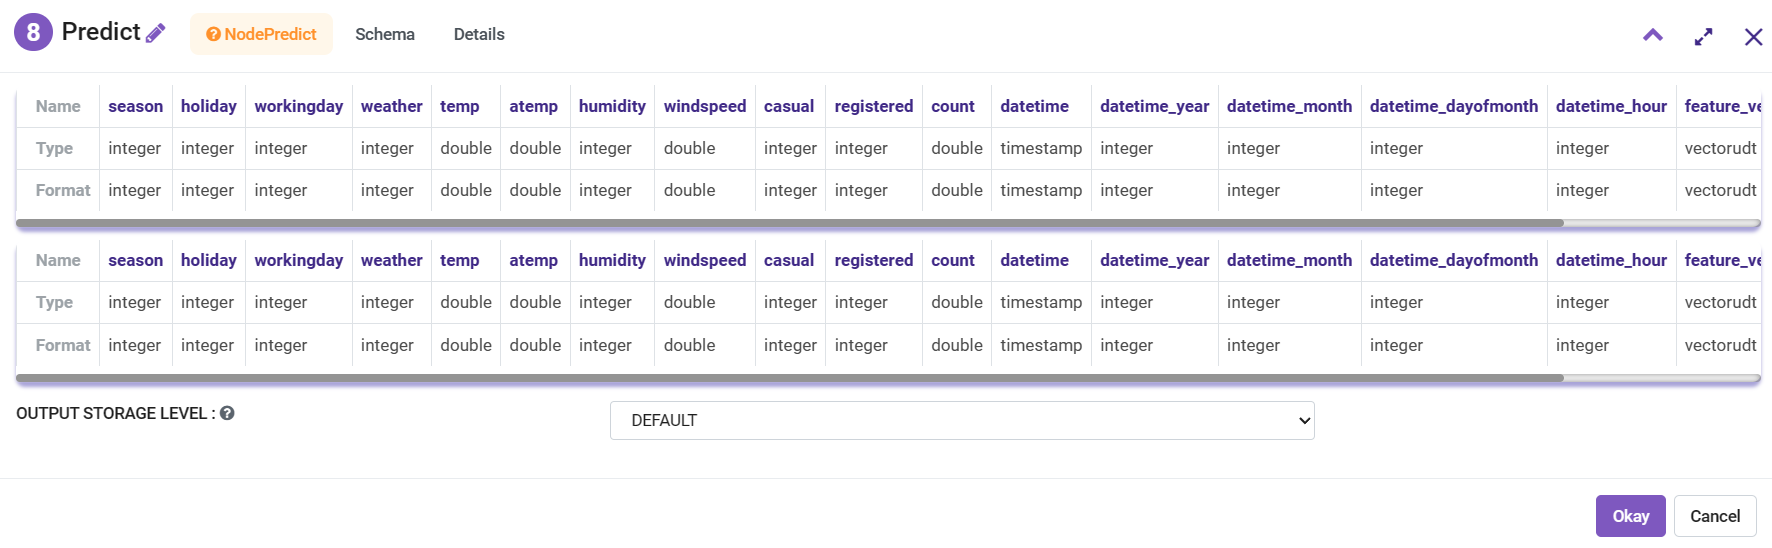 8 Predict NodePredict Schema Details
Name season holiday workingday weather temp atemp humidity windspeed casual registered count datetime datetime_year datetime_month datetime_dayofmonth datetime_hour feature_ve
Type integer integer integer integer double double integer double integer integer double timestamp integer integer integer integer vectorudt
Format integer integer integer integer double double integer double integer integer double timestamp integer integer integer integer vectorudt
Name season holiday workingday weather temp atemp humidity windspeed casual registered count datetime datetime_year datetime_month datetime_dayofmonth datetime_hour feature_ve
Type integer integer integer integer double double integer double integer integer double timestamp integer integer integer integer vectorudt
Format integer integer integer integer double double integer double integer integer double timestamp integer integer integer integer vectorudt
OUTPUT STORAGE LEVEL : DEFAULT
Okay Cancel